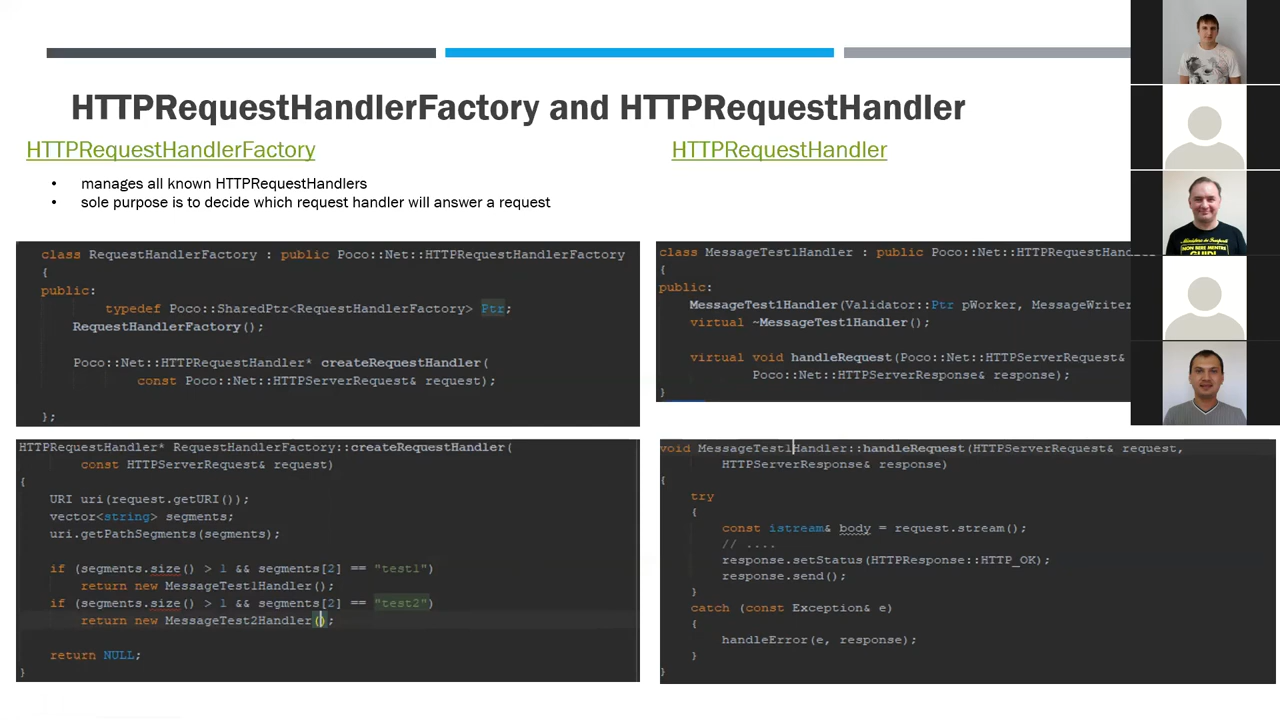 HTTPRequestHandlerFactory and HTTPRequestHandler
HTTPRequestHandlerFactory
• manages all known HTTPRequestHandlers
• sole purpose is to decide which request handler will answer a request
class RequestHandlerFactory : public Poco::Net::HTTPRequestHandlerFactory
{
public:
typedef Poco::SharedPtr<RequestHandlerFactory> Ptr;
RequestHandlerFactory();
Poco::Net::HTTPRequestHandler* createRequestHandler(
const Poco::Net::HTTPServerRequest& request);
};
HTTPRequestHandler* RequestHandlerFactory::createRequestHandler(
const HTTPServerRequest& request)
{
URI uri(request.getURI());
vector<string> segments;
uri.getPathSegments(segments);
if (segments.size() > 1 && segments[2] == "test1")
return new MessageTest1Handler();
if (segments.size() > 1 && segments[2] == "test2")
return new MessageTest2Handler();
return NULL;
}
HTTPRequestHandler
class MessageTest1Handler : public Poco::Net::HTTPRequestHandle
{
public:
MessageTest1Handler(Validator::Ptr pWorker, MessageWriter
virtual ~MessageTest1Handler();
virtual void handleRequest(Poco::Net::HTTPServerRequest&
Poco::Net::HTTPServerResponse& response);
}
void MessageTest1Handler::handleRequest(HTTPServerRequest& request,
HTTPServerResponse& response)
{
try
{
const istream& body = request.stream();
// ....
response.setStatus(HTTPResponse::HTTP_OK);
response.send();
}
catch (const Exception& e)
{
handleError(e, response);
}
}